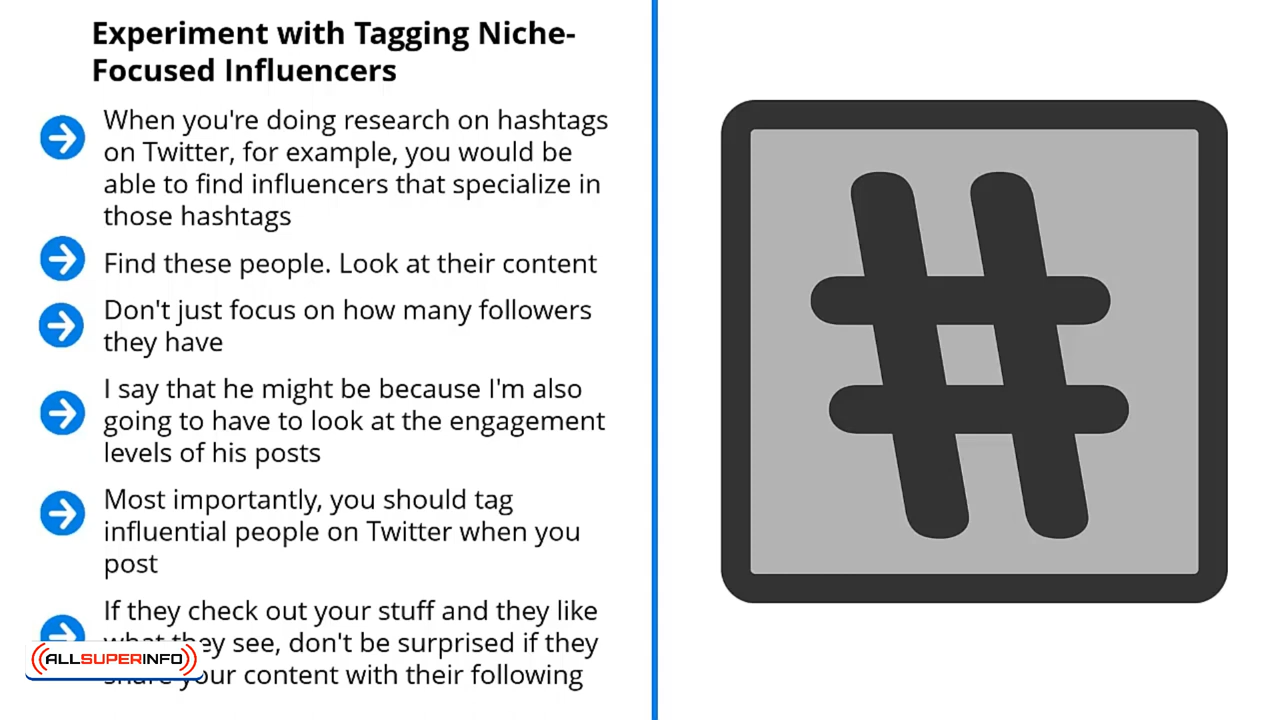 Experiment with Tagging Niche-
Focused Influencers
When you're doing research on hashtags
on Twitter, for example, you would be
able to find influencers that specialize in
those hashtags
Find these people. Look at their content
Don't just focus on how many followers
they have
I say that he might be because I'm also
going to have to look at the engagement
levels of his posts
Most importantly, you should tag
influential people on Twitter when you
post
If they check out your stuff and they like
what they see, don't be surprised if they
share your content with their following
ALLSUPERINFO
#